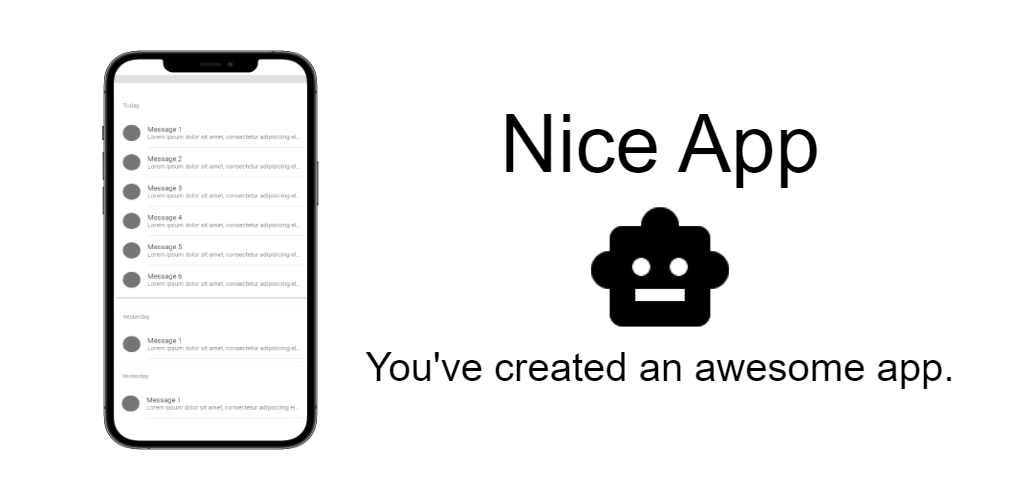 Today
Message 1
Lorem ipsum dolor sit amet, consectetur adipisicing el...
Message 2
Lorem ipsum dolor sit amet, consectetur adipisicing el...
Message 3
Lorem ipsum dolor sit amet, consectetur adipisicing el...
Message 4
Lorem ipsum dolor sit amet, consectetur adipisicing el...
Message 5
Lorem ipsum dolor sit amet, consectetur adipisicing el...
Message 6
Lorem ipsum dolor sit amet, consectetur adipisicing el...
Yesterday
Message 1
Lorem ipsum dolor sit amet, consectetur adipisicing el...
Yesterday
Message 1
Lorem ipsum dolor sit amet, consectetur adipisicing el...
Nice App
You've created an awesome app.